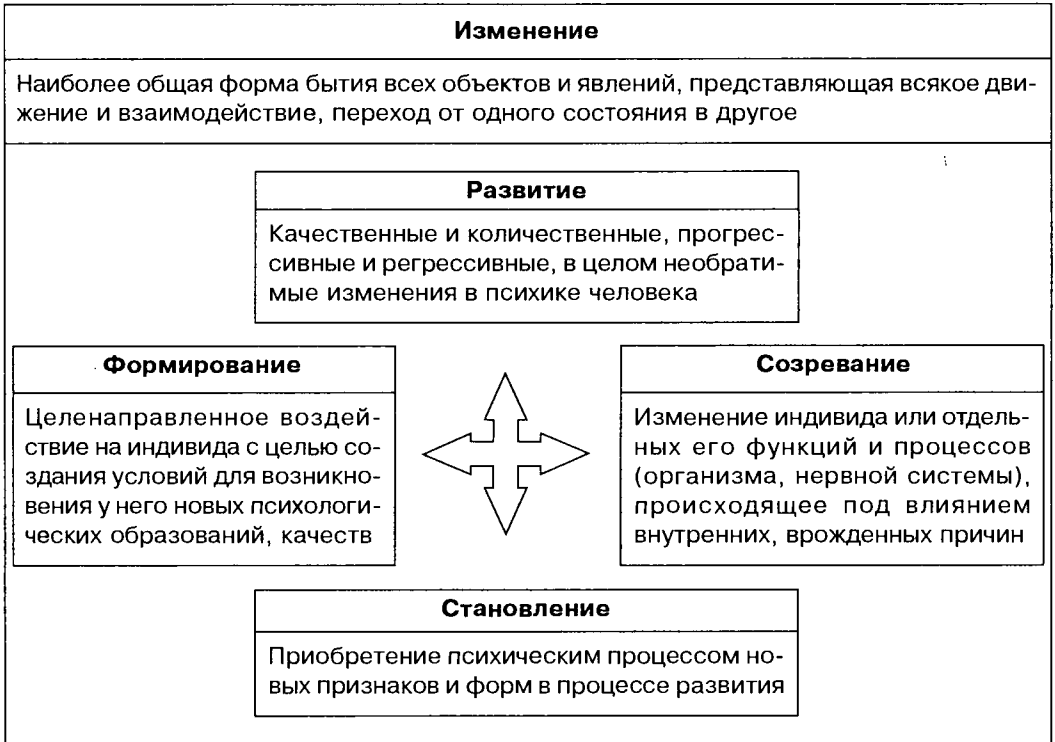 Изменение
Наиболее общая форма бытия всех объектов и явлений, представляющая всякое дви-
жение и взаимодействие, переход от одного состояния в другое
Развитие
Качественные и количественные, прогрес-
сивные и регрессивные, в целом необрати-
мые изменения в психике человека
Формирование
Целенаправленное воздей-
ствие на индивида с целью со-
здания условий для возникно-
вения у него новых психологи-
ческих образований, качеств
Созревание
Изменение индивида или отдель-
ных его функций и процессов
(организма, нервной системы),
происходящее под влиянием
внутренних, врожденных причин
Становление
Приобретение психическим процессом но-
вых признаков и форм в процессе развития